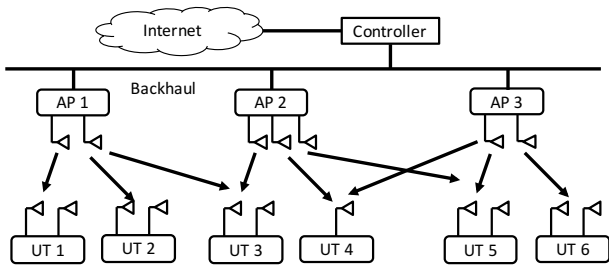 Internet
Controller
Backhaul
AP 1
AP 2
AP 3
UT 1
UT 2
UT 3
UT 4
UT 5
UT 6